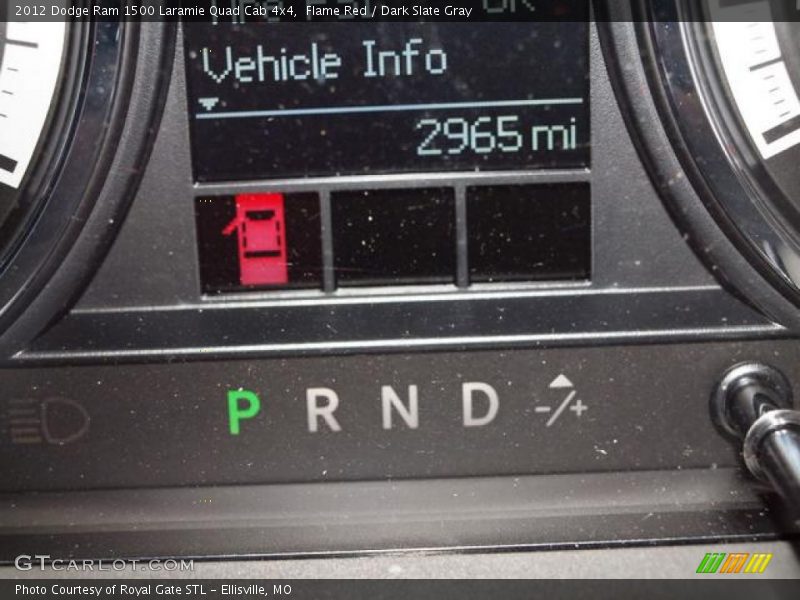 2012 Dodge Ram 1500 Laramie Quad Cab 4x4,  Flame Red / Dark Slate Gray
Vehicle Info
2965 mi
P R N D -/+
GTCARLOT.COM
Photo Courtesy of Royal Gate STL - Ellisville, MO